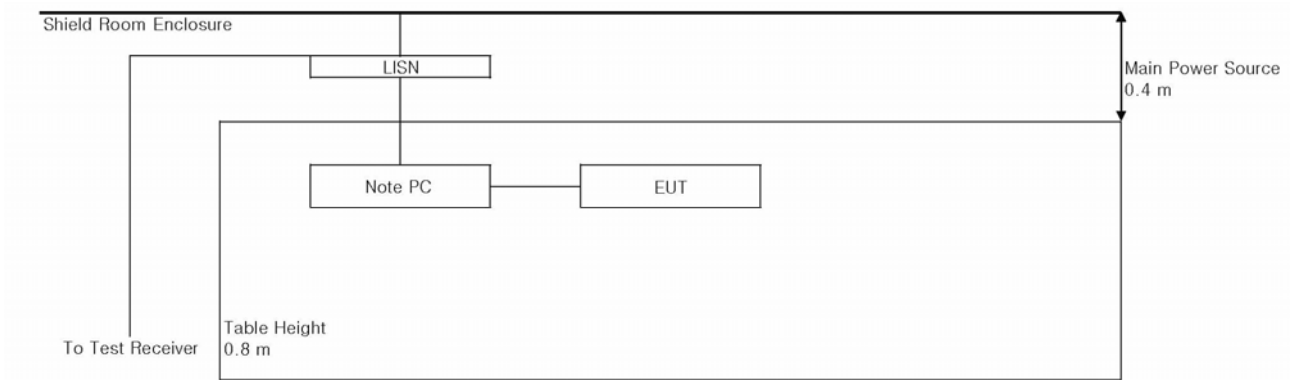 Shield Room Enclosure
LISN
Main Power Source
0.4 m
Note PC
EUT
Table Height
0.8 m
To Test Receiver